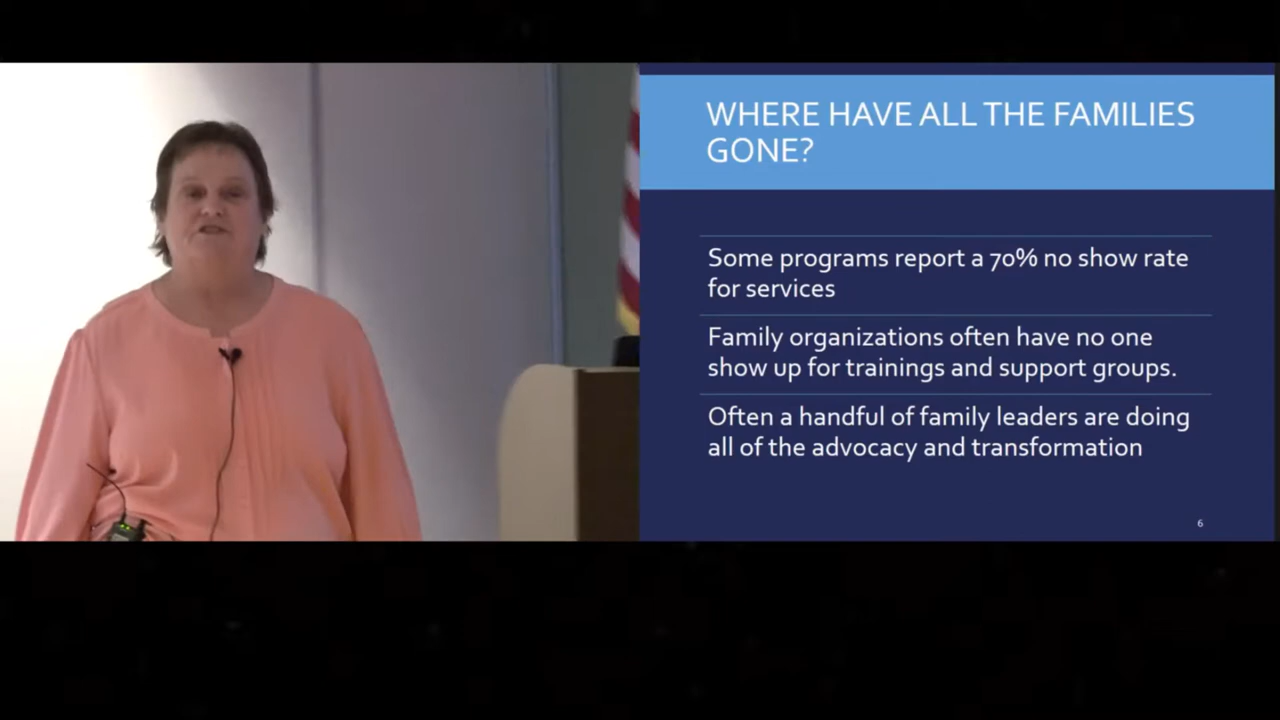 WHERE HAVE ALL THE FAMILIES
GONE?
Some programs report a 70% no show rate
for services
Family organizations often have no one
show up for trainings and support groups.
Often a handful of family leaders are doing
all of the advocacy and transformation
6